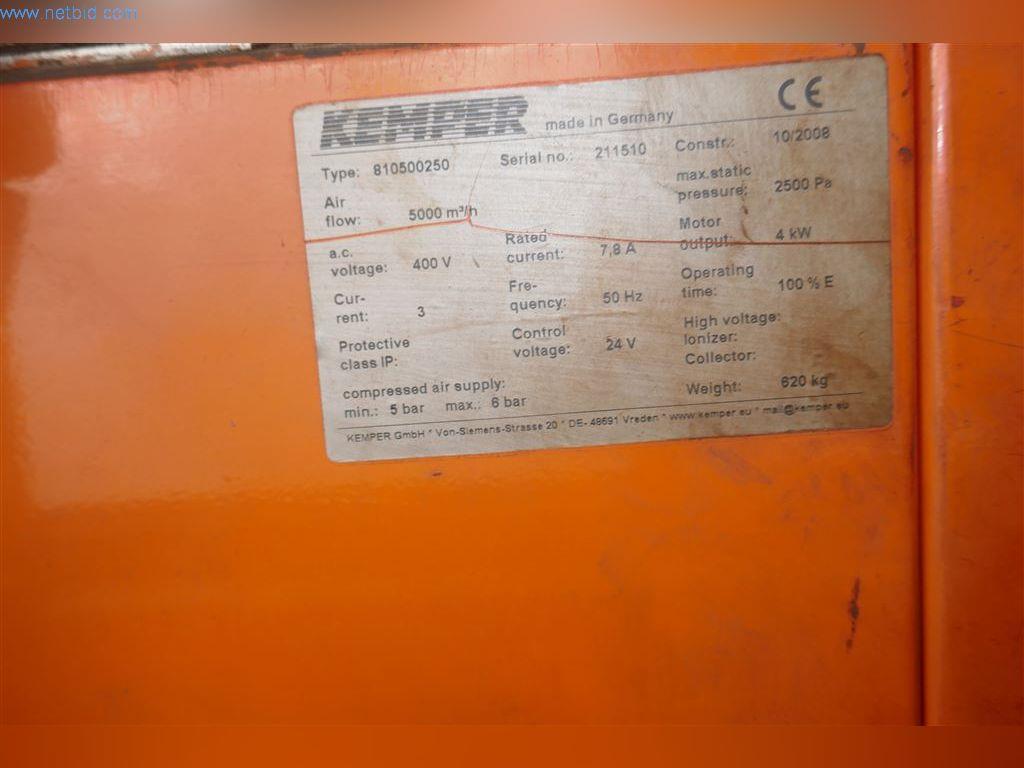 www.netbid.com
KEMPER made in Germany CE
Type: 810500250 Serial no.: 211510 Constr.: 10/2008
Air flow: 5000 m³/h max.static pressure: 2500 Pa
a.c. voltage: 400 V Rated current: 7,8 A Motor output: 4 kW
Cur-
rent: 3 Fre-
quency: 50 Hz Operating time: 100 % E
Protective class IP: Control voltage: 24 V High voltage:
Ionizer:
Collector:
compressed air supply:
min.: 5 bar max.: 6 bar Weight: 620 kg
KEMPER GmbH * Von-Siemens-Strasse 20 * DE- 48691 Vreden * www.kemper.eu * mail@kemper.eu